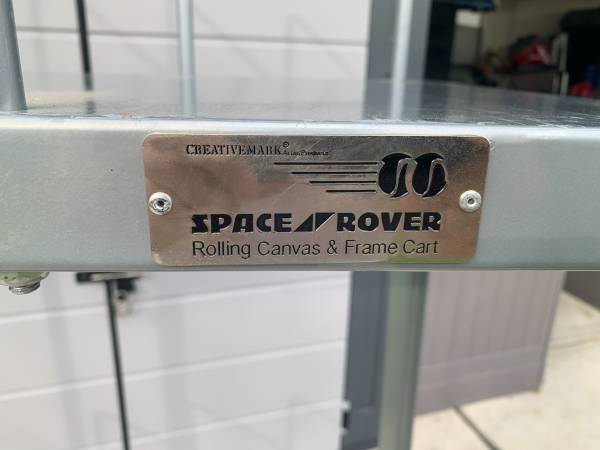 CREATIVEMARK®
SPACE ROVER
Rolling Canvas & Frame Cart